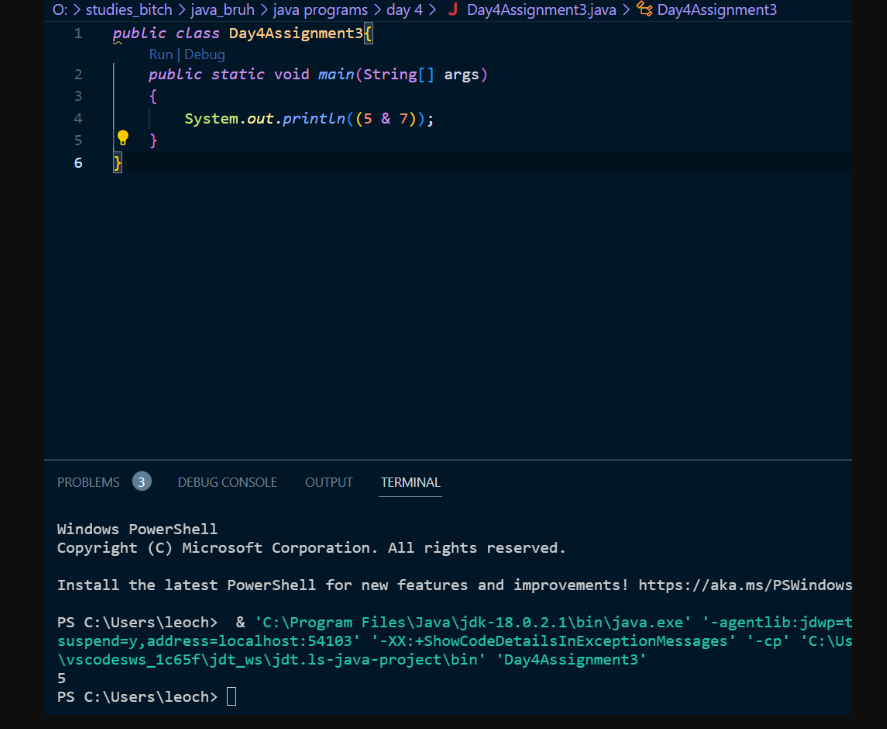 O: > studies_bitch > java_bruh > java programs > day 4 > J Day4Assignment3.java > Day4Assignment3
1 public class Day4Assignment3{
Run | Debug
2 public static void main(String[] args)
3 {
4 System.out.println((5 & 7));
5 }
6 }
PROBLEMS 3 DEBUG CONSOLE OUTPUT TERMINAL
Windows PowerShell
Copyright (C) Microsoft Corporation. All rights reserved.
Install the latest PowerShell for new features and improvements! https://aka.ms/PSWindows
PS C:\Users\leoch> & 'C:\Program Files\Java\jdk-18.0.2.1\bin\java.exe' '-agentlib:jdwp=t
suspend=y,address=localhost:54103' '-XX:+ShowCodeDetailsInExceptionMessages' '-cp' 'C:\Us
\vscodesws_1c65f\jdt_ws\jdt.ls-java-project\bin' 'Day4Assignment3'
5
PS C:\Users\leoch>